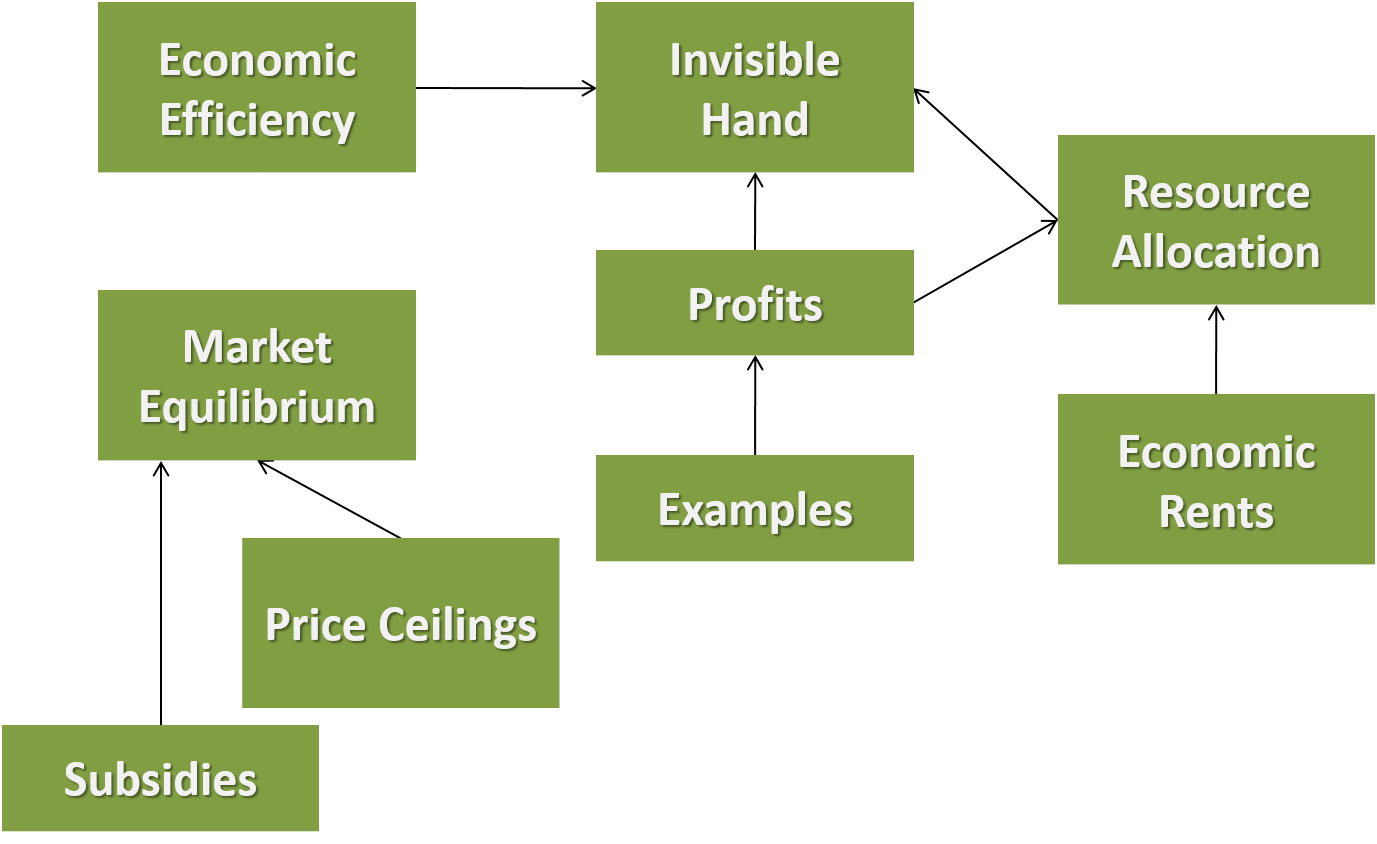 Economic
Efficiency
Invisible
Hand
Resource
Allocation
Profits
Market
Equilibrium
Economic
Rents
Examples
Price Ceilings
Subsidies